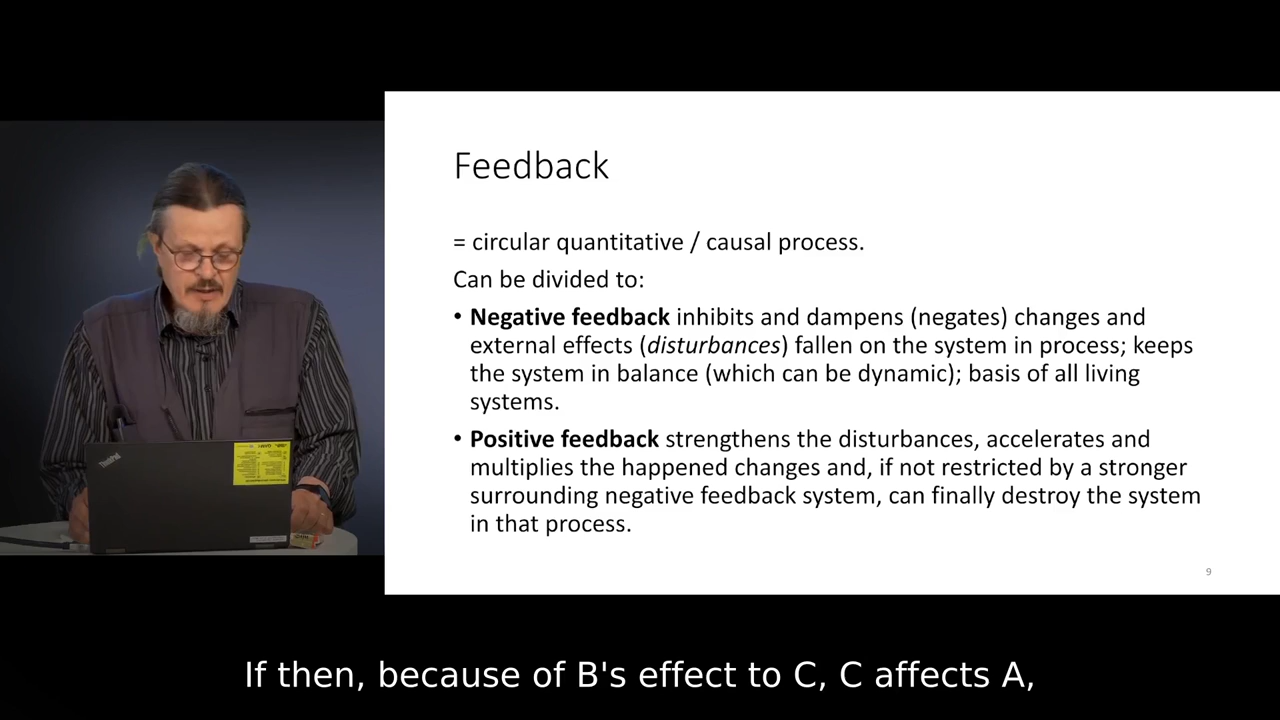 Feedback
= circular quantitative / causal process.
Can be divided to:
• Negative feedback inhibits and dampens (negates) changes and
external effects (disturbances) fallen on the system in process; keeps
the system in balance (which can be dynamic); basis of all living
systems.
• Positive feedback strengthens the disturbances, accelerates and
multiplies the happened changes and, if not restricted by a stronger
surrounding negative feedback system, can finally destroy the system
in that process.
9
ThinkPad
If then, because of B's effect to C, C affects A,